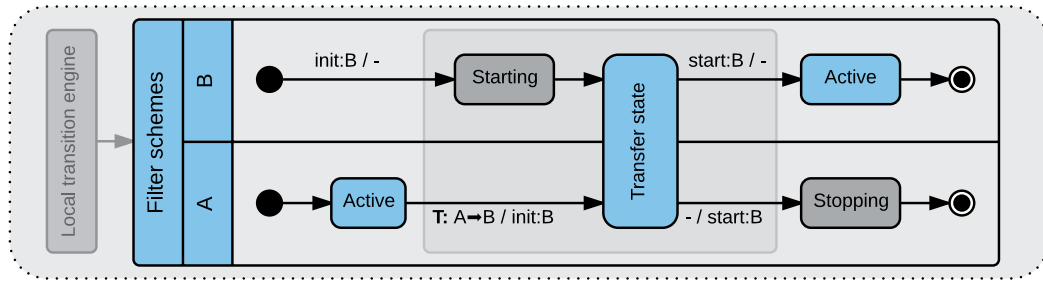 Local transition engine
Filter schemes
B
init:B / -
Starting
Transfer state
start:B / -
Active
A
Active
T: A➡B / init:B
- / start:B
Stopping